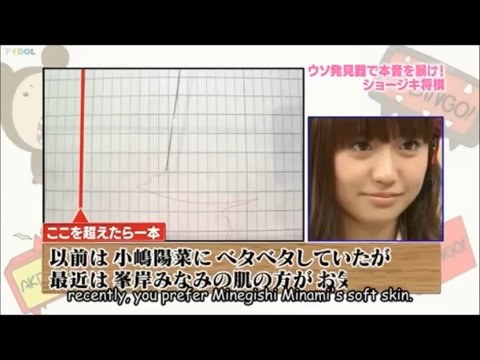 アイDOL
ウソ発見器で本音を暴け!
ショージキ将棋
BINGO!
ここを超えたら一本
以前は 小嶋陽菜に ベタベタしていたが
最近は 峯岸みなみの肌の方が お気
recently, you prefer Minegishi Minami's soft skin.